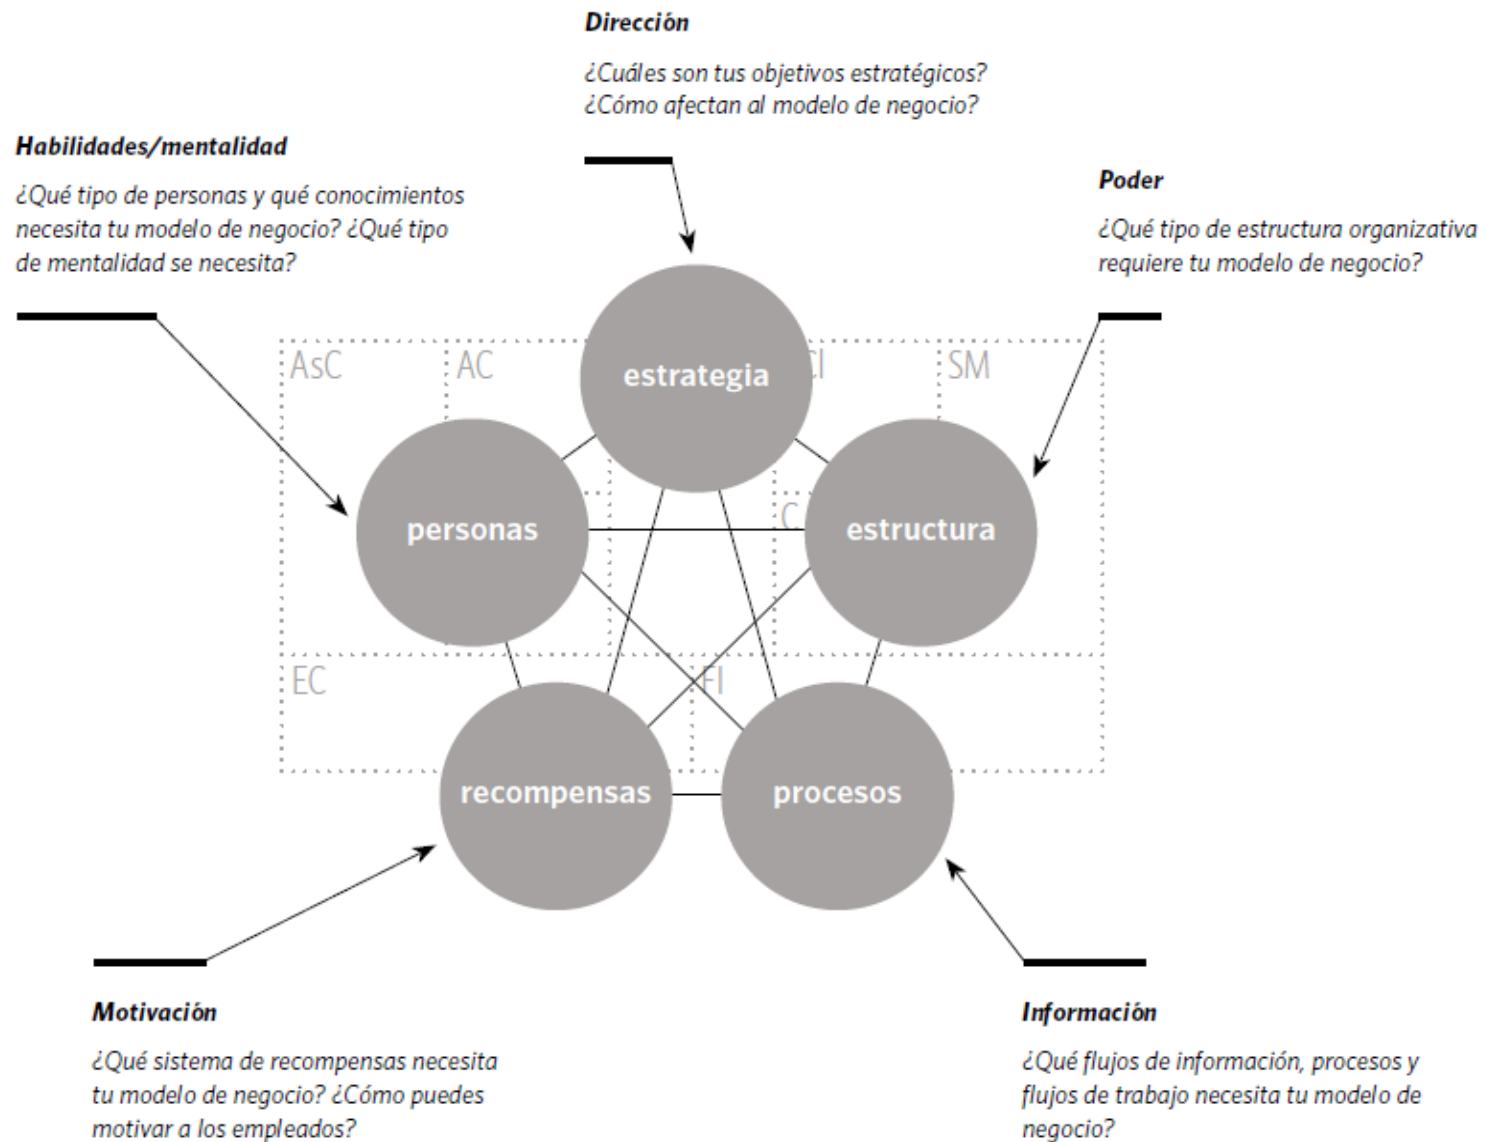 Dirección
¿Cuáles son tus objetivos estratégicos?
¿Cómo afectan al modelo de negocio?
Habilidades/mentalidad
¿Qué tipo de personas y qué conocimientos
necesita tu modelo de negocio? ¿Qué tipo
de mentalidad se necesita?
Poder
¿Qué tipo de estructura organizativa
requiere tu modelo de negocio?
AsC
AC
estrategia
SM
personas
C
estructura
EC
FI
recompensas
procesos
Motivación
¿Qué sistema de recompensas necesita
tu modelo de negocio? ¿Cómo puedes
motivar a los empleados?
Información
¿Qué flujos de información, procesos y
flujos de trabajo necesita tu modelo de
negocio?